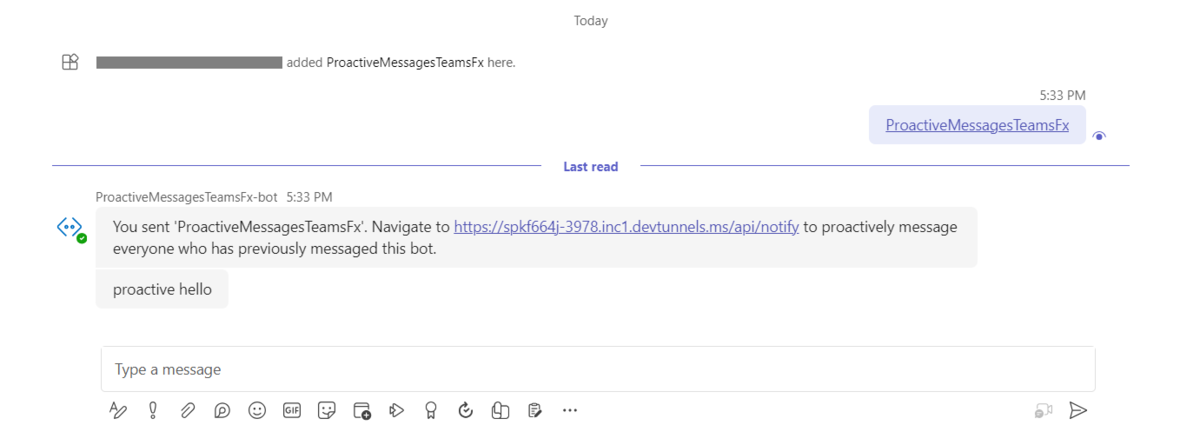 Today
added ProactiveMessagesTeamsFx here.
5:33 PM
ProactiveMessagesTeamsFx
Last read
ProactiveMessagesTeamsFx-bot 5:33 PM
You sent 'ProactiveMessagesTeamsFx'. Navigate to https://spkf664j-3978.inc1.devtunnels.ms/api/notify to proactively message
everyone who has previously messaged this bot.
proactive hello
Type a message
GIF